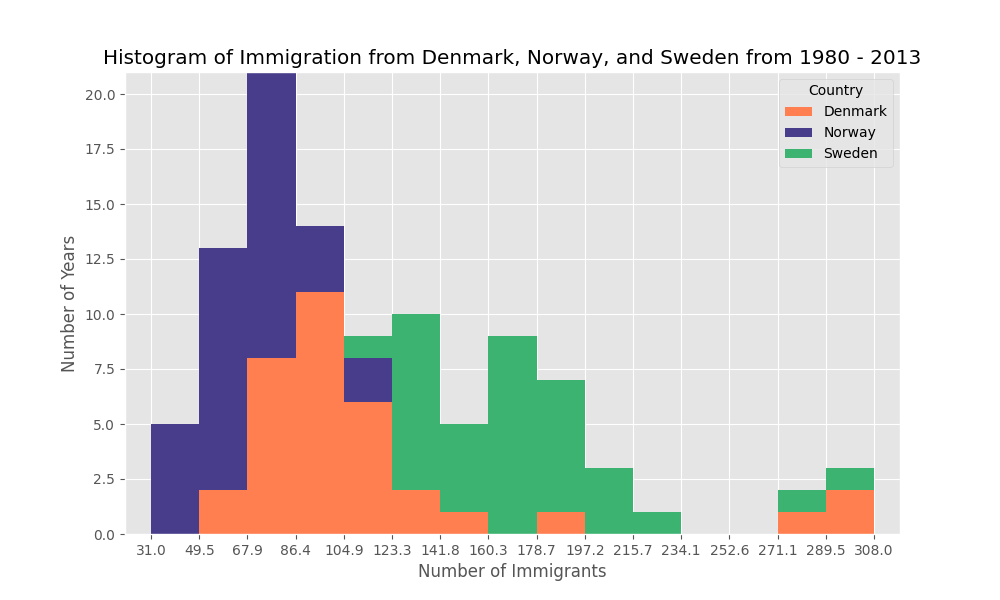 Histogram of Immigration from Denmark, Norway, and Sweden from 1980 - 2013
Country
Denmark
Norway
Sweden
Number of Years
20.0
17.5
15.0
12.5
10.0
7.5
5.0
2.5
0.0
31.0 49.5 67.9 86.4 104.9 123.3 141.8 160.3 178.7 197.2 215.7 234.1 252.6 271.1 289.5 308.0
Number of Immigrants